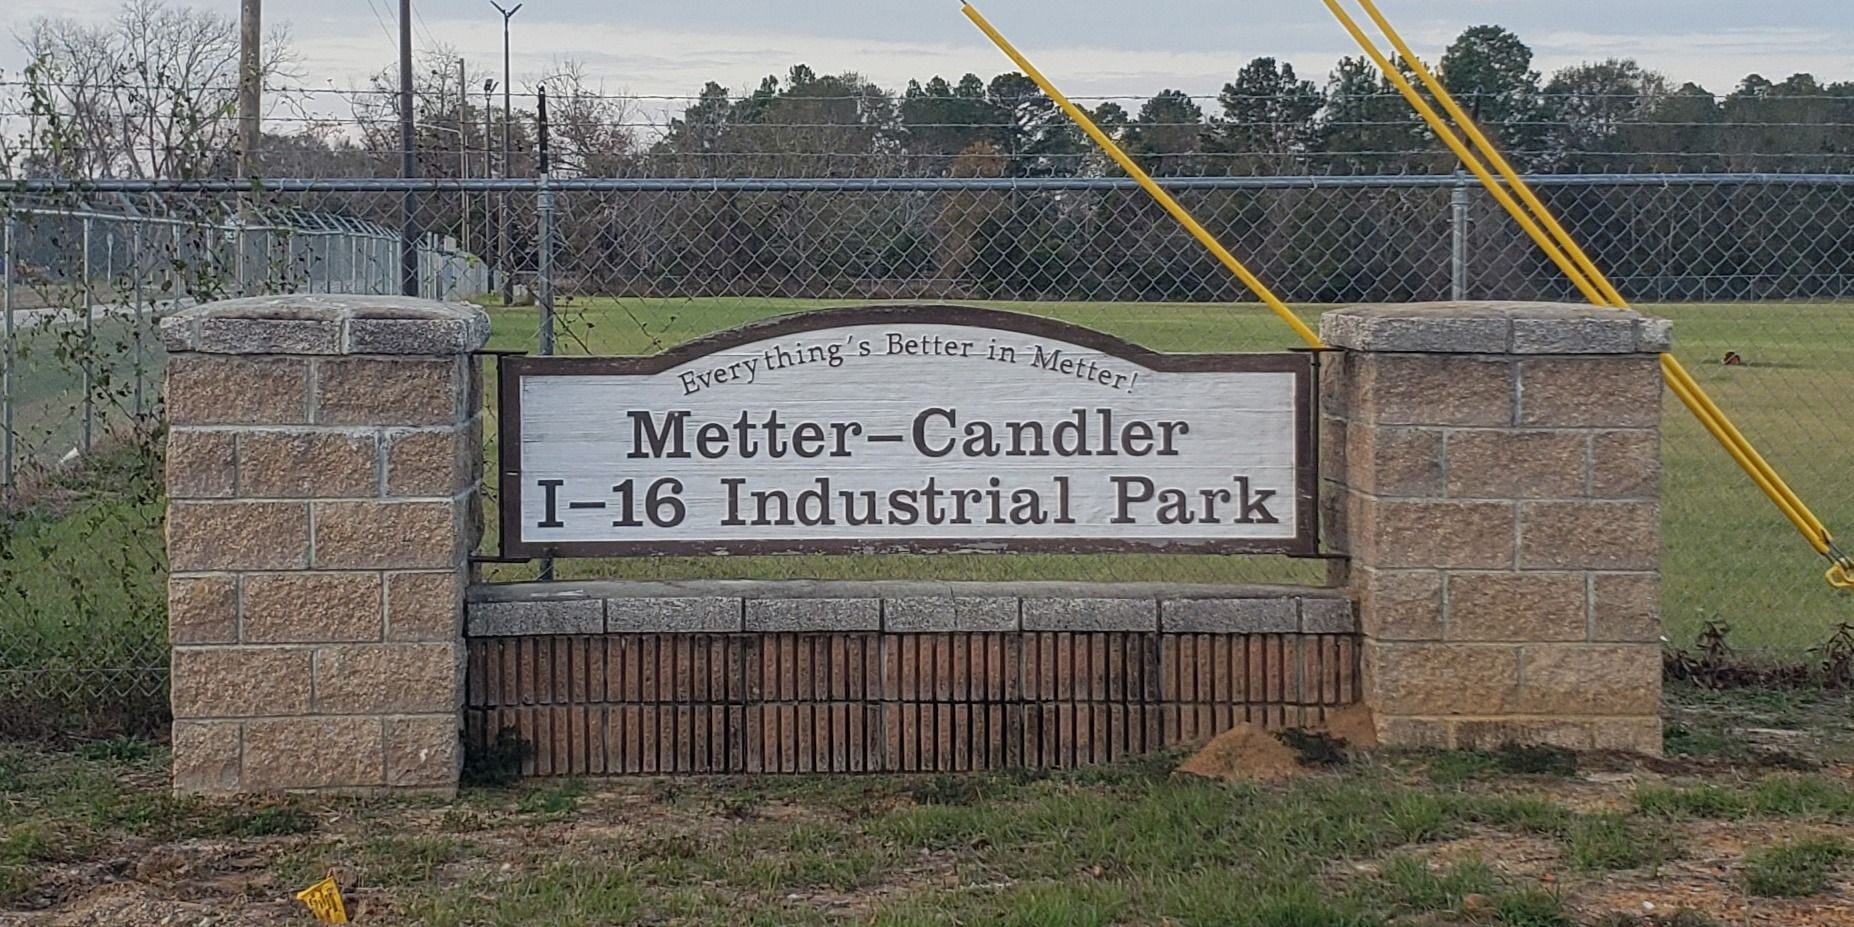 Everything's Better in Metter!
Metter-Candler
I-16 Industrial Park